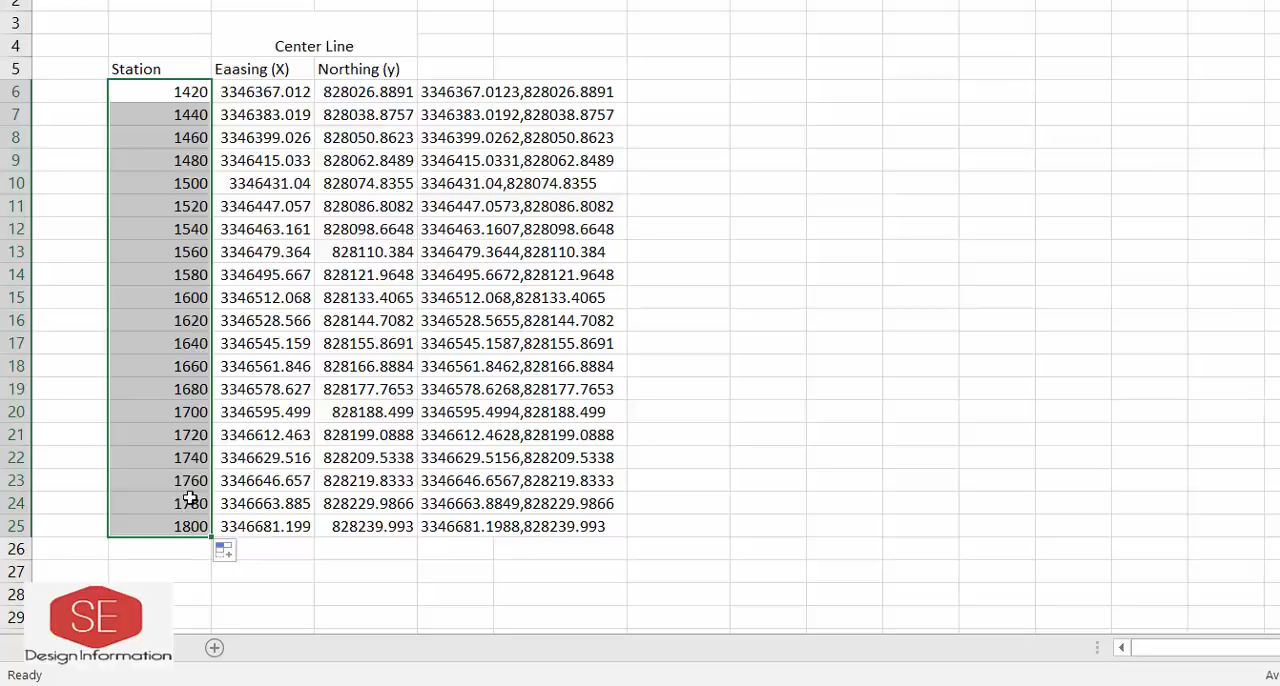 2
3
4 Center Line
5 Station Eaasing (X) Northing (y)
6 1420 3346367.012 828026.8891 3346367.0123,828026.8891
7 1440 3346383.019 828038.8757 3346383.0192,828038.8757
8 1460 3346399.026 828050.8623 3346399.0262,828050.8623
9 1480 3346415.033 828062.8489 3346415.0331,828062.8489
10 1500 3346431.04 828074.8355 3346431.04,828074.8355
11 1520 3346447.057 828086.8082 3346447.0573,828086.8082
12 1540 3346463.161 828098.6648 3346463.1607,828098.6648
13 1560 3346479.364 828110.384 3346479.3644,828110.384
14 1580 3346495.667 828121.9648 3346495.6672,828121.9648
15 1600 3346512.068 828133.4065 3346512.068,828133.4065
16 1620 3346528.566 828144.7082 3346528.5655,828144.7082
17 1640 3346545.159 828155.8691 3346545.1587,828155.8691
18 1660 3346561.846 828166.8884 3346561.8462,828166.8884
19 1680 3346578.627 828177.7653 3346578.6268,828177.7653
20 1700 3346595.499 828188.499 3346595.4994,828188.499
21 1720 3346612.463 828199.0888 3346612.4628,828199.0888
22 1740 3346629.516 828209.5338 3346629.5156,828209.5338
23 1760 3346646.657 828219.8333 3346646.6567,828219.8333
24 1780 3346663.885 828229.9866 3346663.8849,828229.9866
25 1800 3346681.199 828239.993 3346681.1988,828239.993
26
27
28
29
SE
Design Information
Ready Av